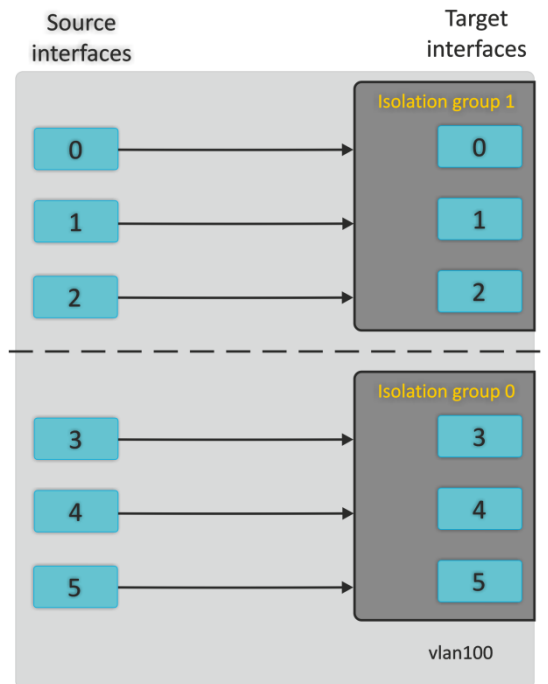 Source
interfaces
Target
interfaces
Isolation group 1
0
0
1
1
2
2
Isolation group 0
3
3
4
4
5
5
vlan100